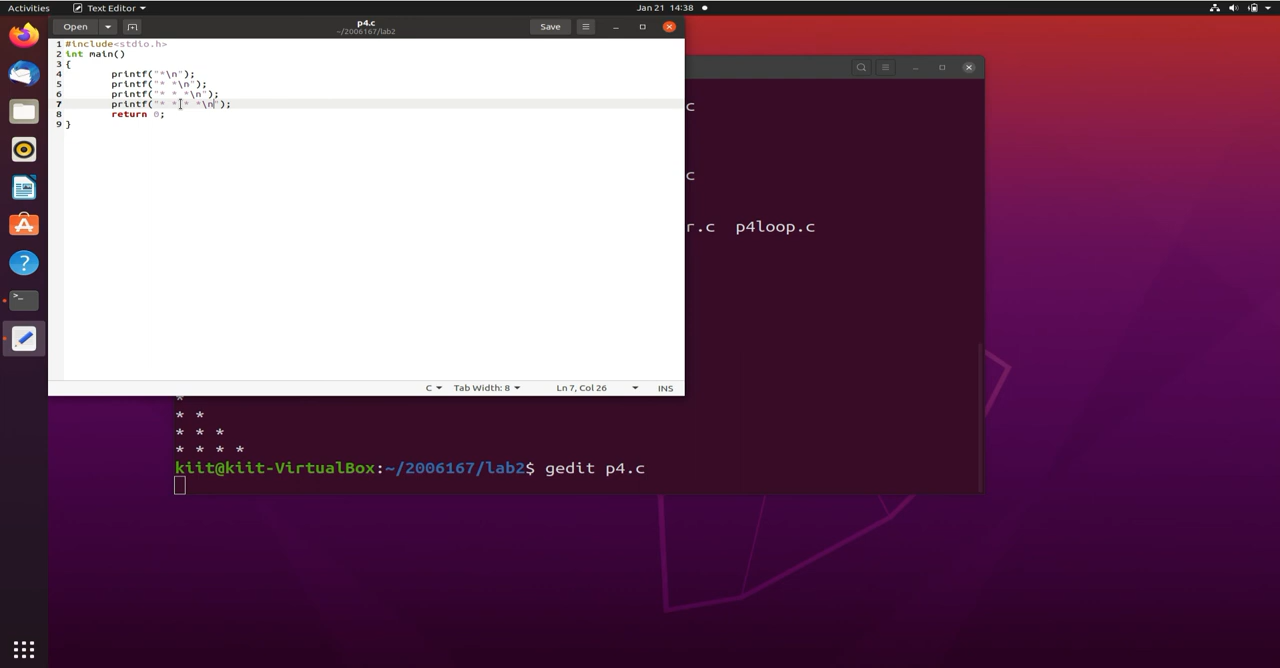 Activities Text Editor Jan 21 14:38
Open p4.c Save
~/2006167/lab2
1 #include<stdio.h>
2 int main()
3 {
4 printf("*\n");
5 printf("* *\n");
6 printf("* * *\n");
7 printf("* * * *\n");
8 return 0;
9 }
C Tab Width: 8 Ln 7, Col 26 INS
c
c
r.c p4loop.c
*
* *
* * *
* * * *
kiit@kiit-VirtualBox:~/2006167/lab2$ gedit p4.c